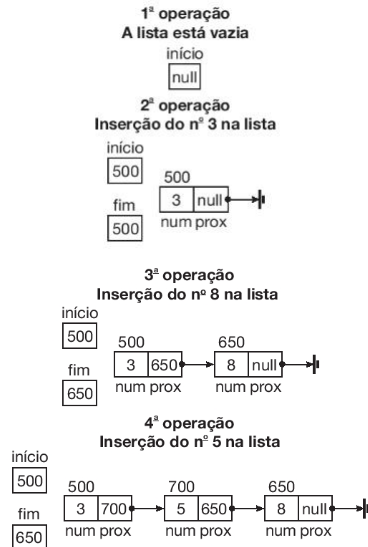 1ª operação
A lista está vazia
início
null
2ª operação
Inserção do nº 3 na lista
início
500
500
3 null
num prox
fim
500
3ª operação
Inserção do nº 8 na lista
início
500
500 650
3 650 8 null
num prox num prox
fim
650
4ª operação
Inserção do nº 5 na lista
início
500
500 700 650
3 700 5 650 8 null
num prox num prox num prox
fim
650